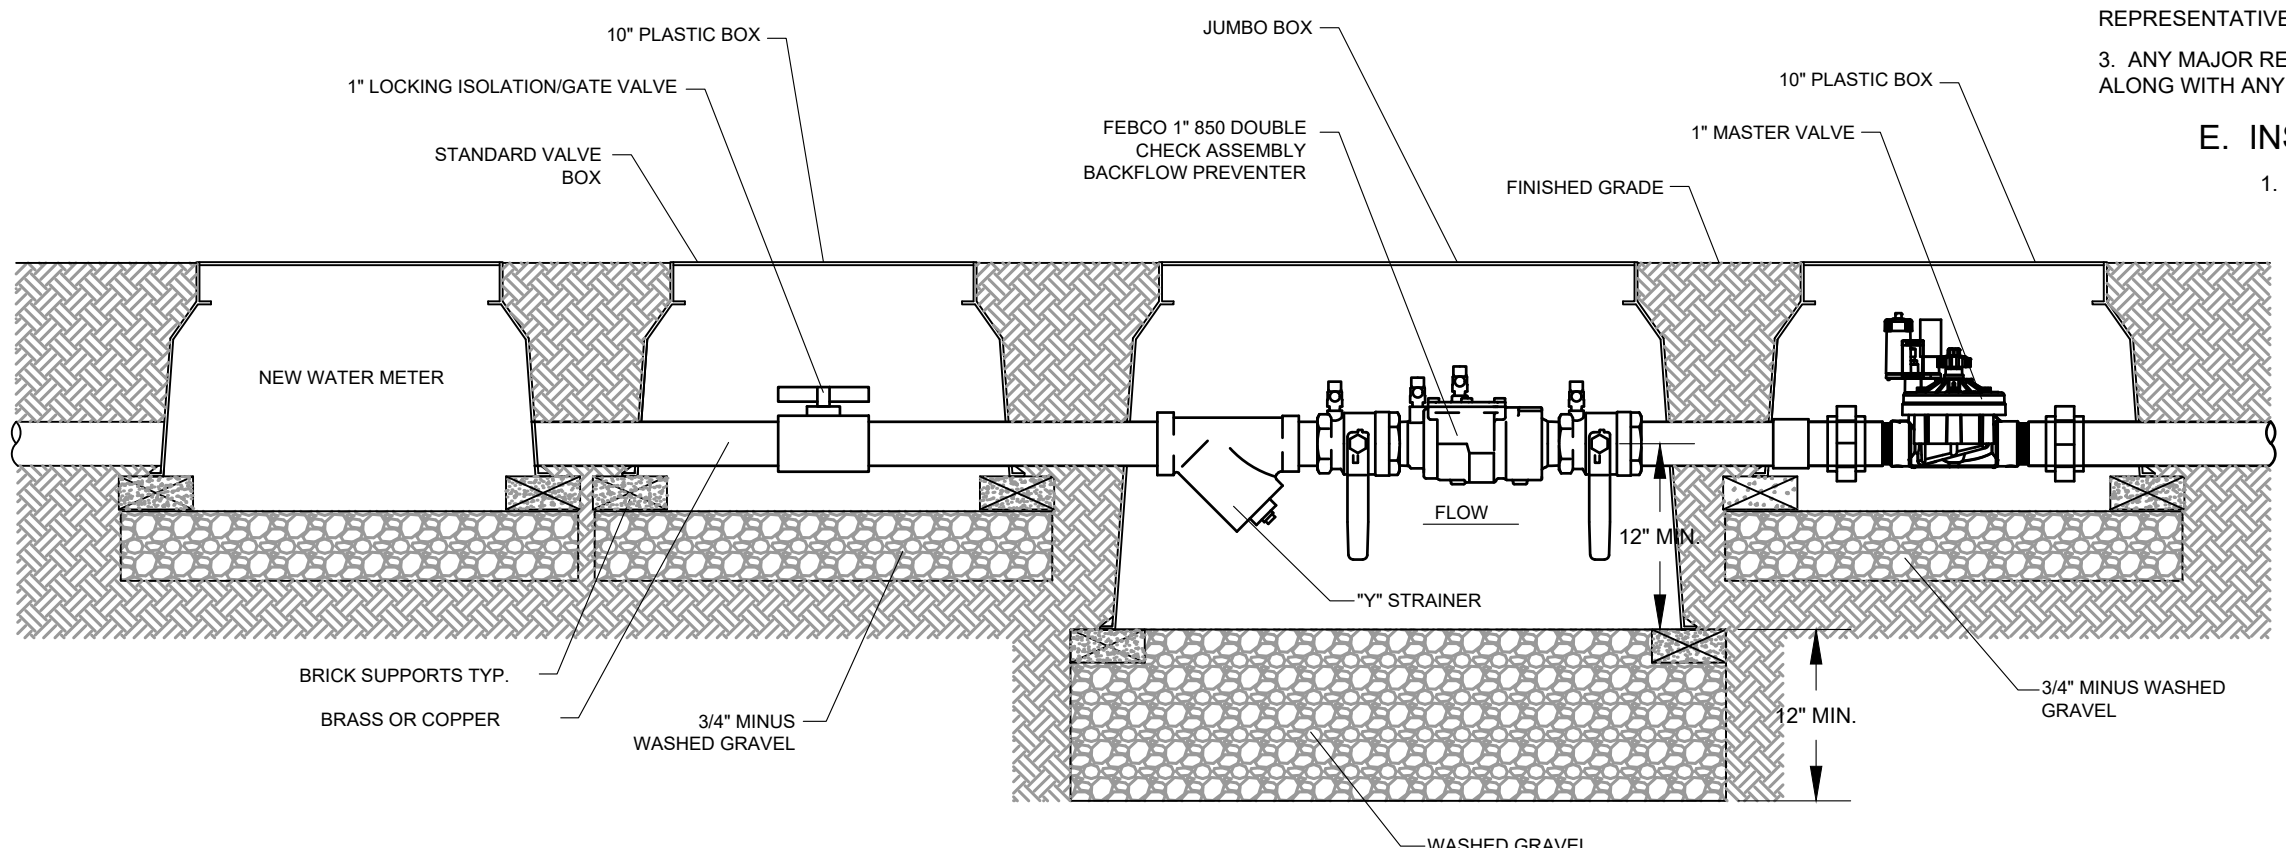 REPRESENTATIVE
10" PLASTIC BOX
JUMBO BOX
3. ANY MAJOR RE
ALONG WITH ANY
1" LOCKING ISOLATION/GATE VALVE
10" PLASTIC BOX
FEBCO 1" 850 DOUBLE
CHECK ASSEMBLY
BACKFLOW PREVENTER
1" MASTER VALVE
E. INS
STANDARD VALVE
BOX
FINISHED GRADE
1.
NEW WATER METER
FLOW
12" MIN.
"Y" STRAINER
BRICK SUPPORTS TYP.
BRASS OR COPPER
3/4" MINUS
WASHED GRAVEL
12" MIN.
3/4" MINUS WASHED
GRAVEL
WASHED GRAVEL